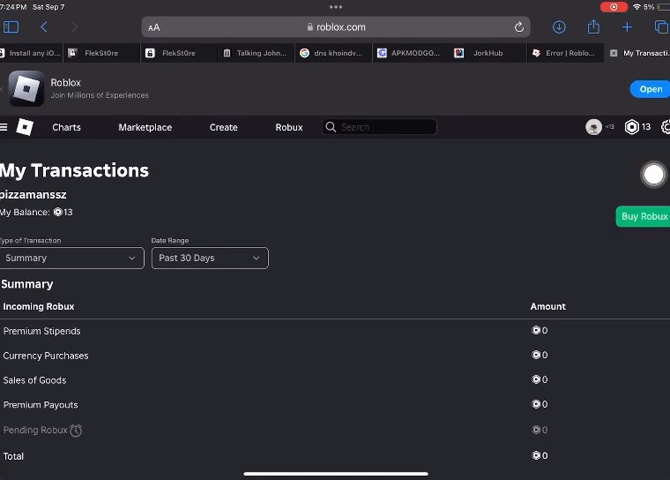 7:24 PM Sat Sep 7
5%
AA
roblox.com
Install any iO...
FlekSt0re
FlekSt0re
Talking John...
dns khoindv...
APKMODGO...
JorkHub
Error | Roblo...
My Transacti...
Roblox
Join Millions of Experiences
Open
Charts
Marketplace
Create
Robux
Search
<13
13
My Transactions
pizzamanssz
My Balance: 13
Buy Robux
Type of Transaction
Date Range
Summary
Past 30 Days
Summary
Incoming Robux Amount
Premium Stipends 0
Currency Purchases 0
Sales of Goods 0
Premium Payouts 0
Pending Robux 0
Total 0